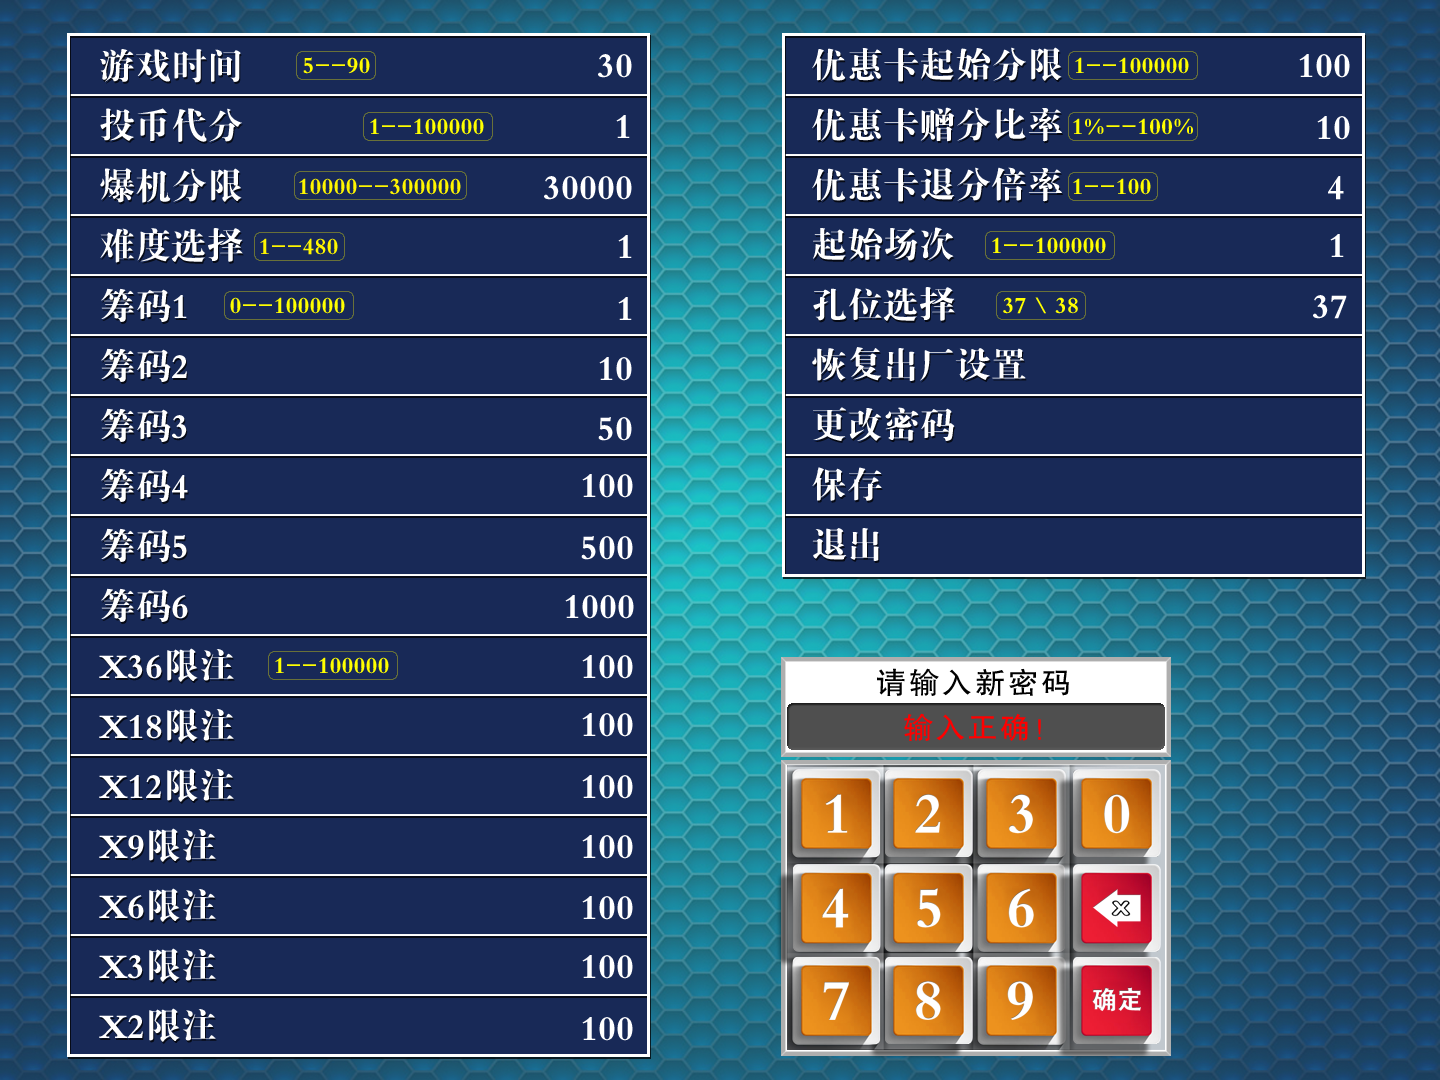 游戏时间 5--90 30
投币代分 1--100000 1
爆机分限 10000--300000 30000
难度选择 1--480 1
筹码1 0--100000 1
筹码2 10
筹码3 50
筹码4 100
筹码5 500
筹码6 1000
X36限注 1--100000 100
X18限注 100
X12限注 100
X9限注 100
X6限注 100
X3限注 100
X2限注 100
优惠卡起始分限 1--100000 100
优惠卡赠分比率 1%--100% 10
优惠卡退分倍率 1--100 4
起始场次 1--100000 1
孔位选择 37 \ 38 37
恢复出厂设置
更改密码
保存
退出
请输入新密码
输入正确!
1 2 3 0
4 5 6
7 8 9 确定